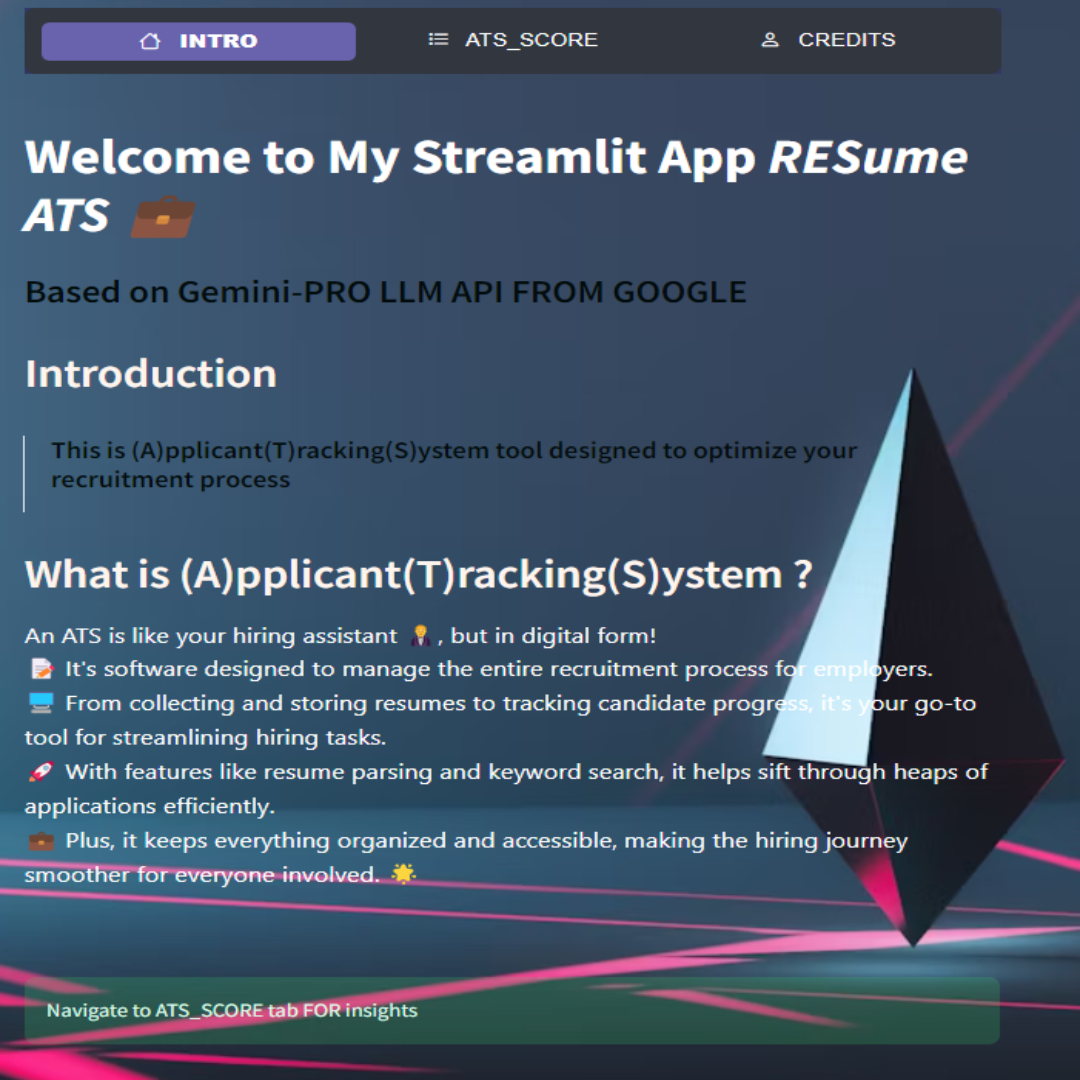 INTRO
ATS_SCORE
CREDITS
Welcome to My Streamlit App RESume
ATS
Based on Gemini-PRO LLM API FROM GOOGLE
Introduction
This is (A)pplicant(T)racking(S)ystem tool designed to optimize your
recruitment process
What is (A)pplicant(T)racking(S)ystem ?
An ATS is like your hiring assistant , but in digital form!
It's software designed to manage the entire recruitment process for employers.
From collecting and storing resumes to tracking candidate progress, it's your go-to
tool for streamlining hiring tasks.
With features like resume parsing and keyword search, it helps sift through heaps of
applications efficiently.
Plus, it keeps everything organized and accessible, making the hiring journey
smoother for everyone involved.
Navigate to ATS_SCORE tab FOR insights